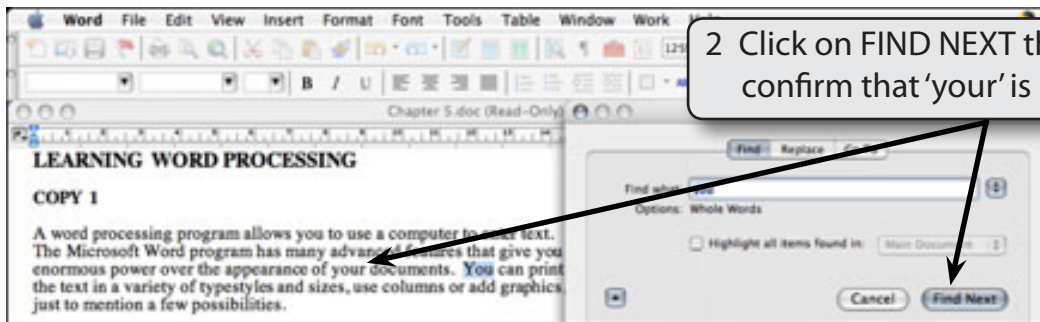 Word File Edit View Insert Format Font Tools Table Window Work
2 Click on FIND NEXT
confirm that 'your' is
B I U
Chapter 5.doc (Read-Only)
LEARNING WORD PROCESSING
COPY 1
A word processing program allows you to use a computer to text.
The Microsoft Word program has many advanced features that give you
enormous power over the appearance of your documents. You can print
the text in a variety of typestyles and sizes, use columns or add graphics
just to mention a few possibilities.
Find Replace Go To
Find what: you
Options: Whole Words
Highlight all items found in: Main Document
Cancel Find Next